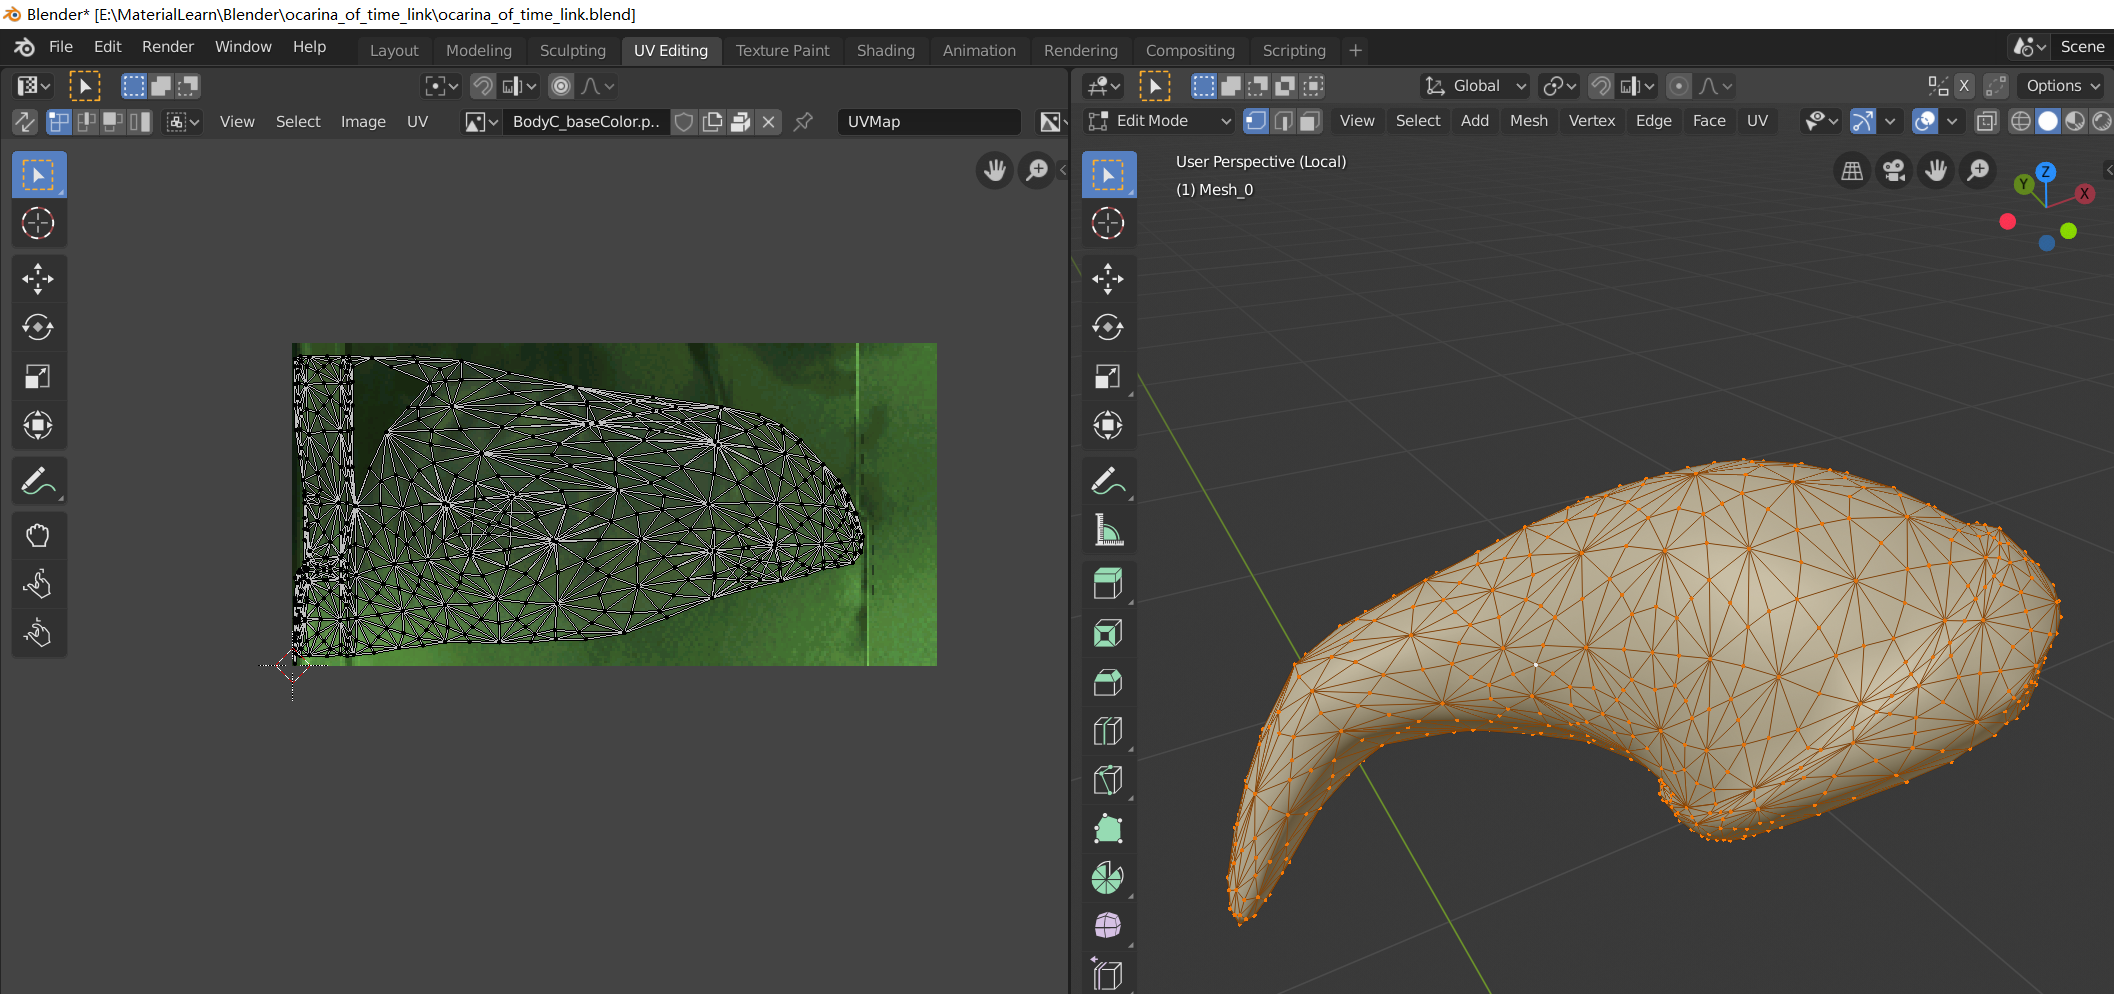 Blender* [E:\MaterialLearn\Blender\ocarina_of_time_link\ocarina_of_time_link.blend]
File Edit Render Window Help Layout Modeling Sculpting UV Editing Texture Paint Shading Animation Rendering Compositing Scripting + Scene
Global X Options
View Select Image UV BodyC_baseColor.p.. UVMap Edit Mode View Select Add Mesh Vertex Edge Face UV
User Perspective (Local)
(1) Mesh_0
Z
Y
X